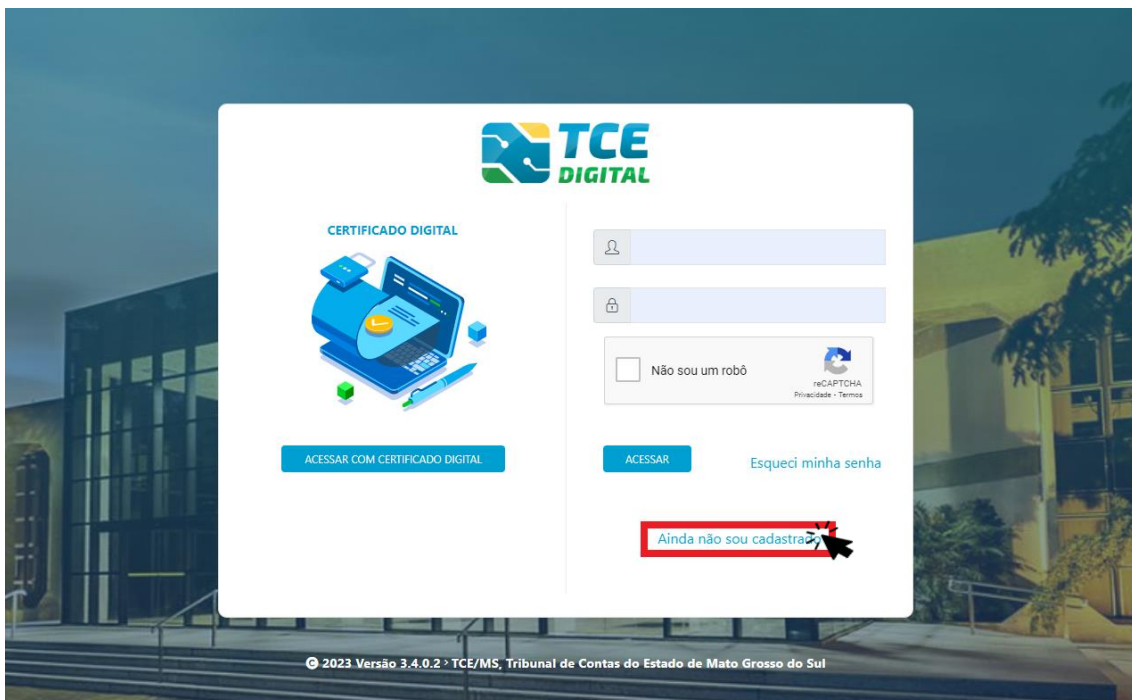 TCE
DIGITAL
CERTIFICADO DIGITAL
Não sou um robô
reCAPTCHA
Privacidade - Termos
ACESSAR COM CERTIFICADO DIGITAL
ACESSAR
Esqueci minha senha
Ainda não sou cadastrado
2023 Versão 3.4.0.2 > TCE/MS, Tribunal de Contas do Estado de Mato Grosso do Sul